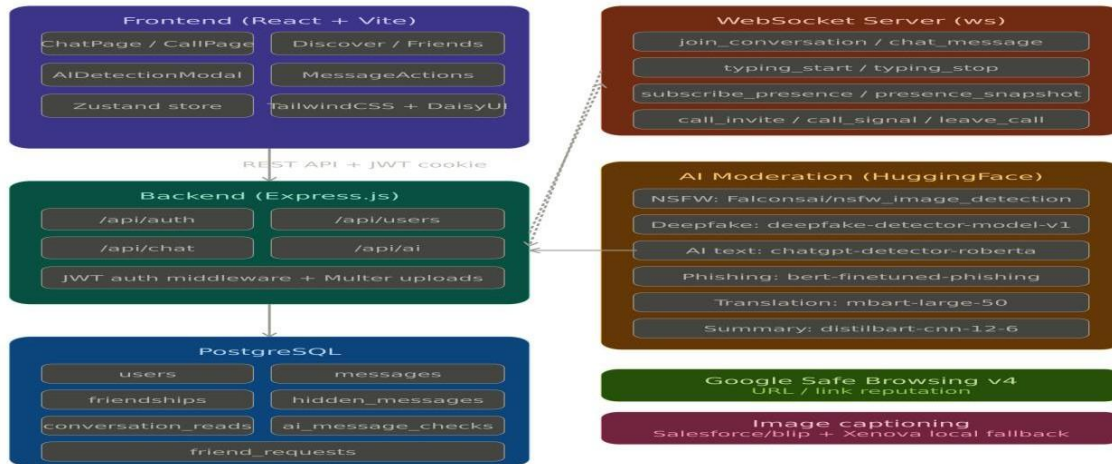 Frontend (React + Vite)
ChatPage / CallPage
Discover / Friends
AIDetectionModal
MessageActions
Zustand store
TailwindCSS + DaisyUI
REST API + JWT cookie
Backend (Express.js)
/api/auth
/api/users
/api/chat
/api/ai
JWT auth middleware + Multer uploads
PostgreSQL
users
messages
friendships
hidden_messages
conversation_reads
ai_message_checks
friend_requests
WebSocket Server (ws)
join_conversation / chat_message
typing_start / typing_stop
subscribe_presence / presence_snapshot
call_invite / call_signal / leave_call
AI Moderation (HuggingFace)
NSFW: Falconsai/nsfw_image_detection
Deepfake: deepfake-detector-model-v1
AI text: chatgpt-detector-roberta
Phishing: bert-finetuned-phishing
Translation: mbart-large-50
Summary: distilbart-cnn-12-6
Google Safe Browsing v4
URL / link reputation
Image captioning
Salesforce/blip + Xenova local fallback